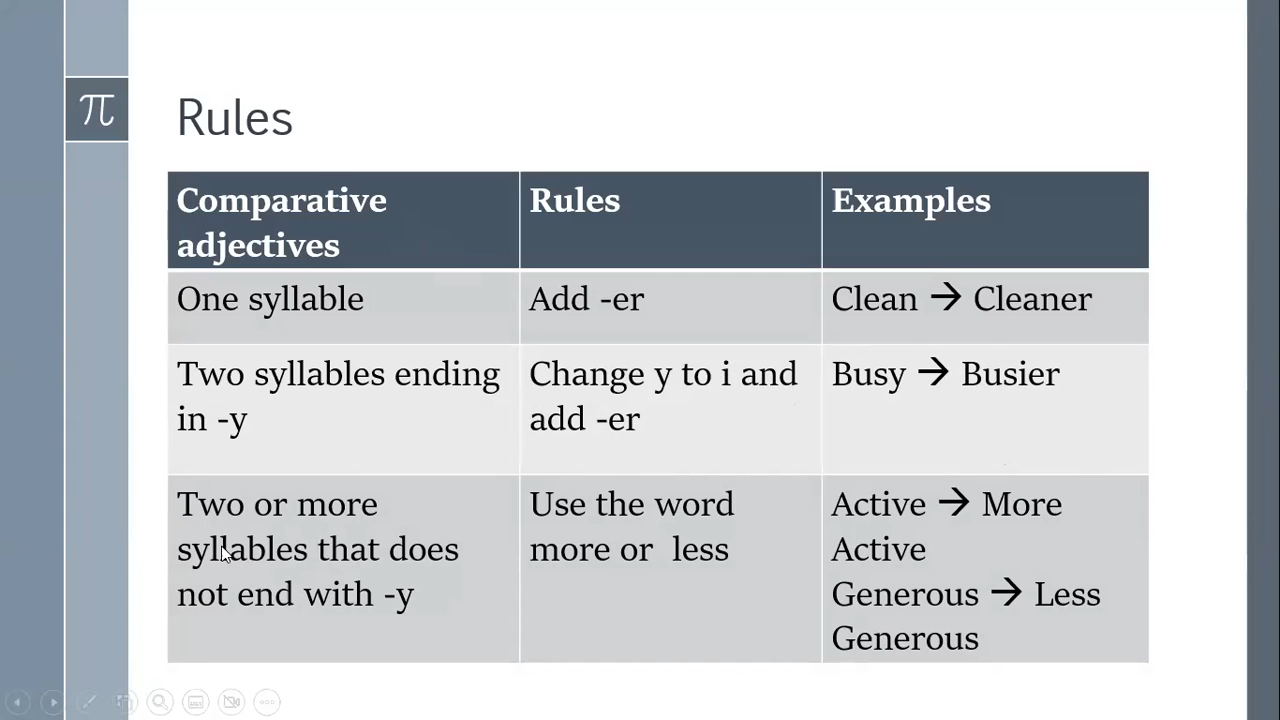 π
Rules
Comparative
adjectives
Rules
Examples
One syllable
Add -er
Clean → Cleaner
Two syllables ending
in -y
Change y to i and
add -er
Busy → Busier
Two or more
syllables that does
not end with -y
Use the word
more or  less
Active → More
Active
Generous → Less
Generous